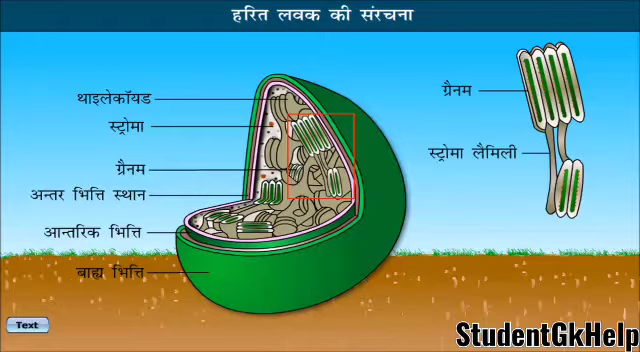 हरित लवक की संरचना
थाइलेकॉयड
स्ट्रोमा
ग्रैनम
अन्तर भित्ति स्थान
आन्तरिक भित्ति
बाह्य भित्ति
ग्रैनम
स्ट्रोमा लैमिली
Text
StudentGkHelp